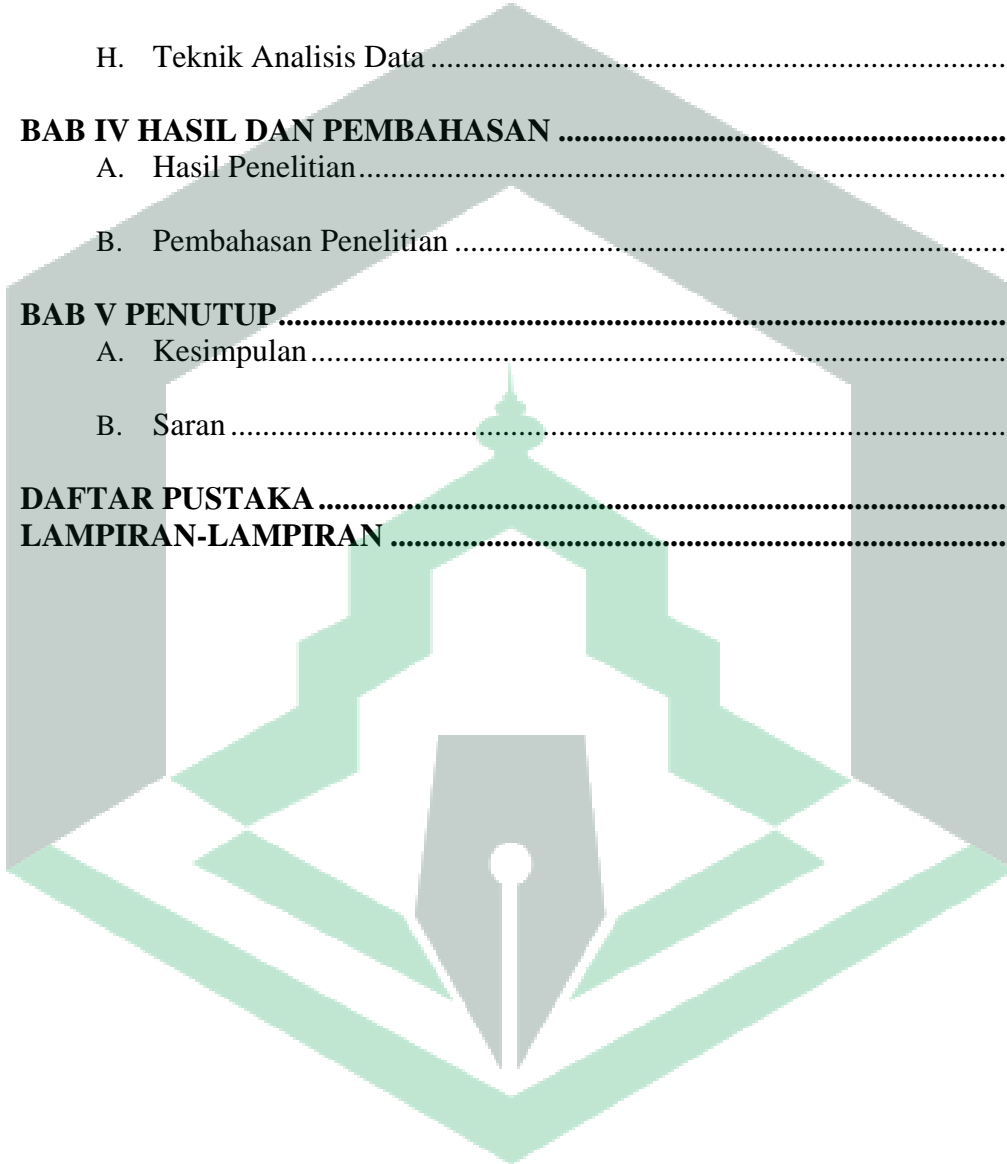 H. Teknik Analisis Data ..............................................................................
BAB IV HASIL DAN PEMBAHASAN ..............................................................
A. Hasil Penelitian ..............................................................................
B. Pembahasan Penelitian ..............................................................................
BAB V PENUTUP ..............................................................................
A. Kesimpulan ..............................................................................
B. Saran ..............................................................................
DAFTAR PUSTAKA ..............................................................................
LAMPIRAN-LAMPIRAN ..............................................................................